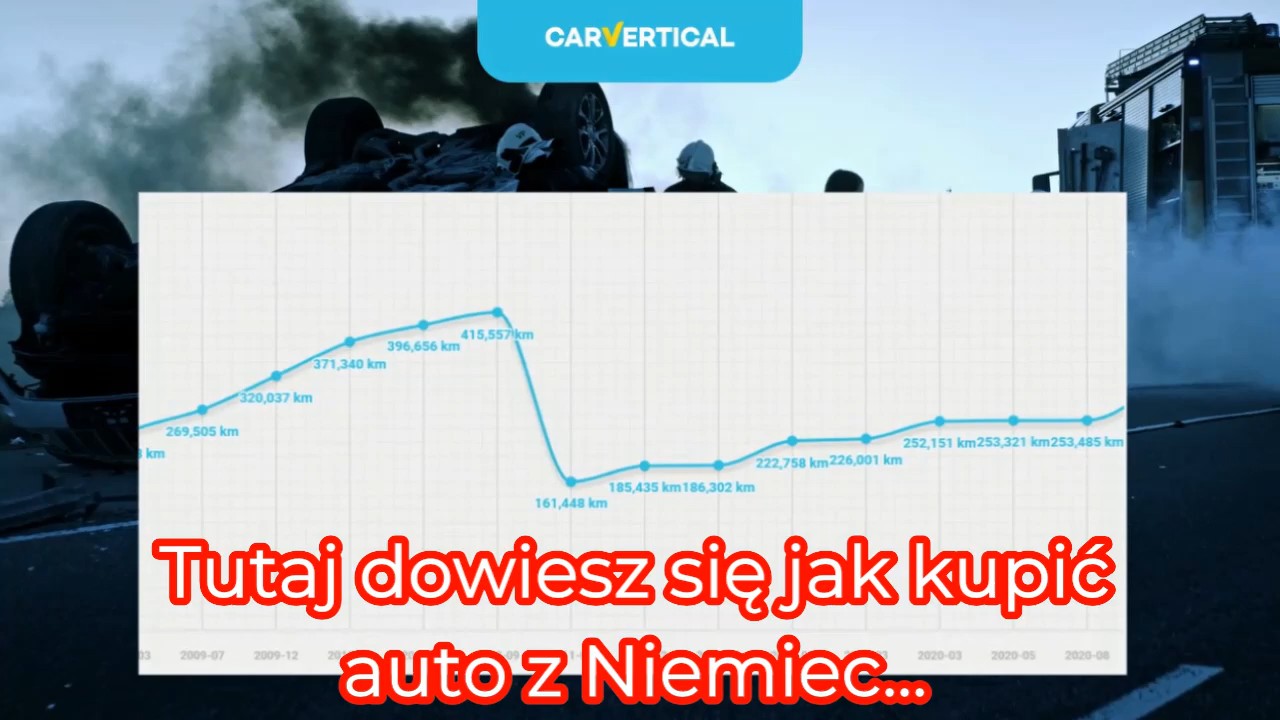 CARVERTICAL
415,557 km
396,656 km
371,340 km
320,037 km
269,505 km
km
252,151 km 253,321 km 253,485 km
222,758 km 226,001 km
185,435 km 186,302 km
161,448 km
Tutaj dowiesz się jak kupić
03 2009-07 2009-12 2020-03 2020-05 2020-08
auto z Niemiec...